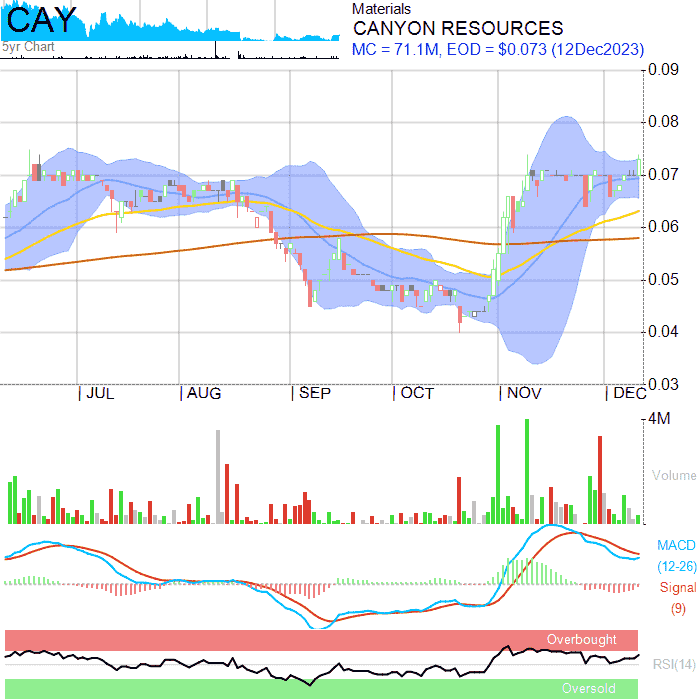 CAY
5yr Chart
Materials
CANYON RESOURCES
MC = 71.1M, EOD = $0.073 (12Dec2023)
0.09
0.08
0.07
0.06
0.05
0.04
0.03
JUL
AUG
SEP
OCT
NOV
DEC
4M
Volume
MACD
(12-26)
Signal
(9)
Overbought
RSI(14)
Oversold